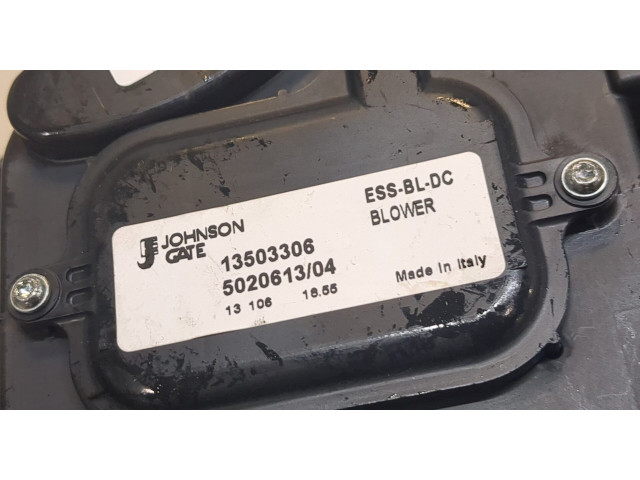 JOHNSON
GATE
13503306
5020613/04
13 106 16.55
ESS-BL-DC
BLOWER
Made in Italy